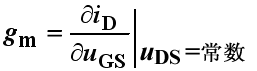 g_m = ∂i_D / ∂u_GS | u_DS=常数